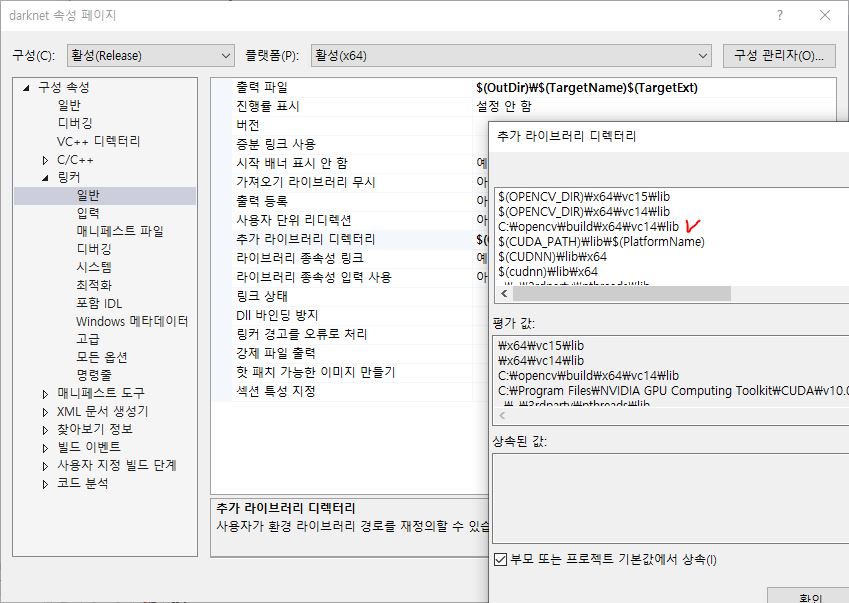 darknet 속성 페이지
구성(C): 활성(Release) 플랫폼(P): 활성(x64) 구성 관리자(O)...
구성 속성
일반
디버깅
VC++ 디렉터리
C/C++
링커
일반
입력
매니페스트 파일
디버깅
시스템
최적화
포함 IDL
Windows 메타데이터
고급
모든 옵션
명령줄
매니페스트 도구
XML 문서 생성기
찾아보기 정보
빌드 이벤트
사용자 지정 빌드 단계
코드 분석
출력 파일 $(OutDir)₩$(TargetName)$(TargetExt)
진행률 표시 설정 안 함
버전
증분 링크 사용
시작 배너 표시 안 함 예
가져오기 라이브러리 무시 아
출력 등록 아
사용자 단위 리디렉션 아
추가 라이브러리 디렉터리 $(
라이브러리 종속성 링크 예
라이브러리 종속성 입력 사용 아
링크 상태
Dll 바인딩 방지
링커 경고를 오류로 처리
강제 파일 출력
핫 패치 가능한 이미지 만들기
섹션 특성 지정
추가 라이브러리 디렉터리
사용자가 환경 라이브러리 경로를 재정의할 수 있습
추가 라이브러리 디렉터리
$(OPENCV_DIR)₩x64₩vc15₩lib
$(OPENCV_DIR)₩x64₩vc14₩lib
C:₩opencv₩build₩x64₩vc14₩lib
$(CUDA_PATH)₩lib₩$(PlatformName)
$(CUDNN)₩lib₩x64
$(cudnn)₩lib₩x64
평가 값:
₩x64₩vc15₩lib
₩x64₩vc14₩lib
C:₩opencv₩build₩x64₩vc14₩lib
C:₩Program Files₩NVIDIA GPU Computing Toolkit₩CUDA₩v10.0
상속된 값:
부모 또는 프로젝트 기본값에서 상속(I)
확인